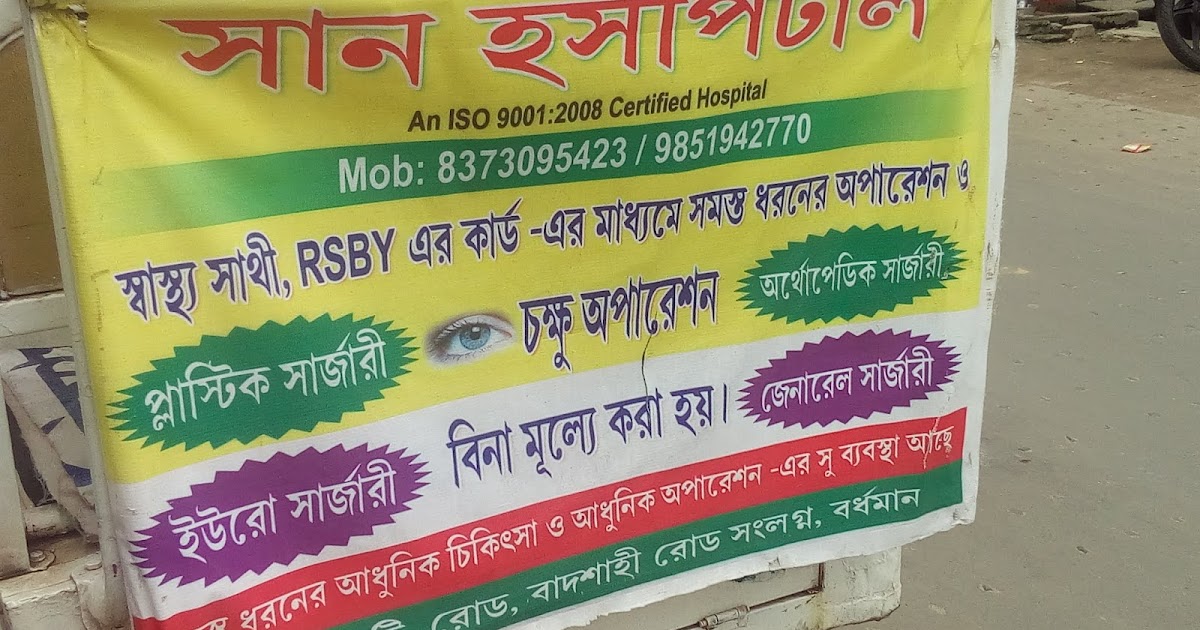 সান হসপিটাল
An ISO 9001:2008 Certified Hospital
Mob: 8373095423 / 9851942770
স্বাস্থ্য সাথী, RSBY এর কার্ড -এর মাধ্যমে সমস্ত ধরনের অপারেশন ও
চক্ষু অপারেশন
অর্থোপেডিক সার্জারী
প্লাস্টিক সার্জারী
বিনা মূল্যে করা হয়।
জেনারেল সার্জারী
ইউরো সার্জারী
ধরনের আধুনিক চিকিৎসা ও আধুনিক অপারেশন -এর সু ব্যবস্থা আছে
রোড, বাদশাহী রোড সংলগ্ন, বর্ধমান